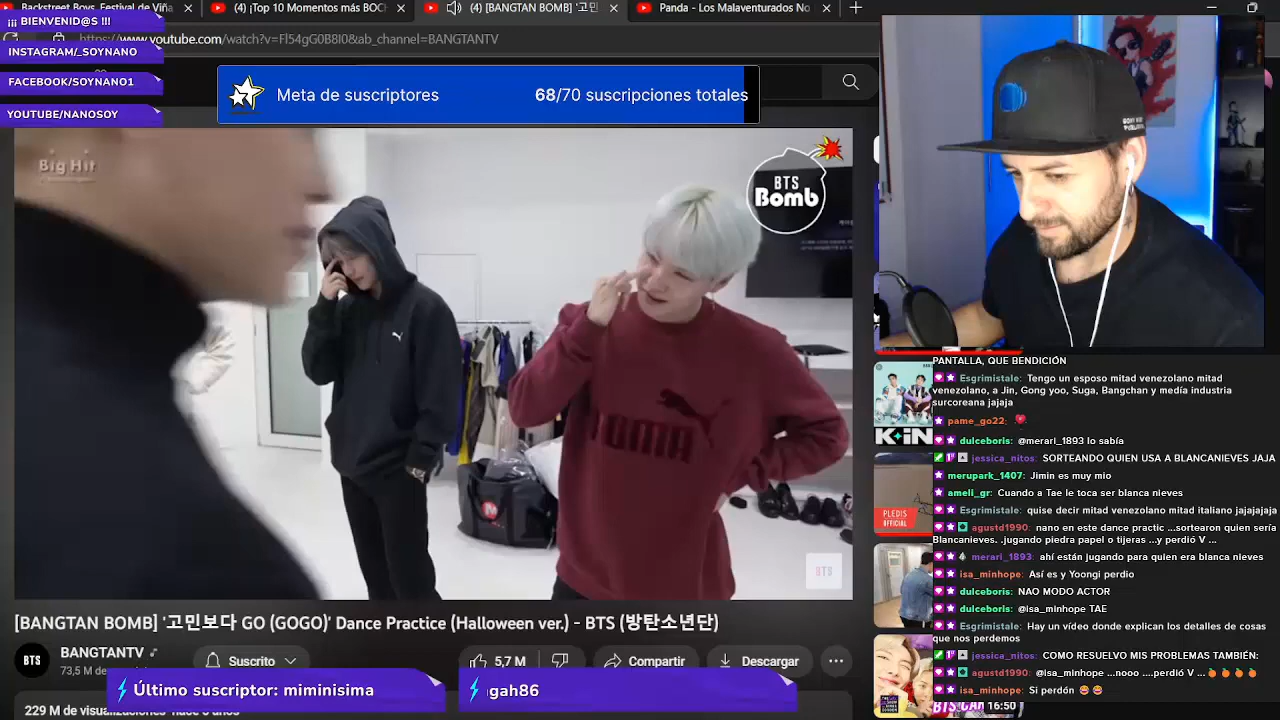 Backstreet Boys, Festival de Viña
(4) ¡Top 10 Momentos más BOCH
(4) [BANGTAN BOMB] '고민
Panda - Los Malaventurados No
¡¡¡ BIENVENID@S !!!
https://www.youtube.com/watch?v=Fl54gG0B8I0&ab_channel=BANGTANTV
INSTAGRAM/_SOYNANO
FACEBOOK/SOYNANO1
YOUTUBE/NANOSOY
Meta de suscriptores
68/70 suscripciones totales
Big Hit
BTS
Bomb
PUMA
BTS
[BANGTAN BOMB] '고민보다 GO (GOGO)' Dance Practice (Halloween ver.) - BTS (방탄소년단)
BTS
BANGTANTV
73,5 M de
Suscrito
5,7 M
Compartir
Descargar
Último suscriptor: miminisima
gah86
229 M de visualizaciones
PANTALLA, QUE BENDICIÓN
Esgrimistale: Tengo un esposo mitad venezolano mitad
venezolano, a Jin, Gong yoo, Suga, Bangchan y medía industria
surcoreana jajaja
pame_go22:
dulceboris: @merari_1893 lo sabía
jessica_nitos: SORTEANDO QUIEN USA A BLANCANIEVES JAJA
merupark_1407: Jimin es muy mio
ameli_gr: Cuando a Tae le toca ser blanca nieves
Esgrimistale: quise decir mitad venezolano mitad italiano jajajajaja
agustd1990: nano en este dance practic ...sortearon quien sería
Blancanieves. .jugando piedra papel o tijeras ...y perdió V ...
merari_1893: ahí están jugando para quien era blanca nieves
isa_minhope: Así es y Yoongi perdio
dulceboris: NAO MODO ACTOR
dulceboris: @isa_minhope TAE
Esgrimistale: Hay un vídeo donde explican los detalles de cosas
que nos perdemos
jessica_nitos: COMO RESUELVO MIS PROBLEMAS TAMBIÉN:
agustd1990: @isa_minhope ...nooo ....perdió V ...
isa_minhope: Si perdón
K-iN
PLEDIS
OFFICIAL
16:50